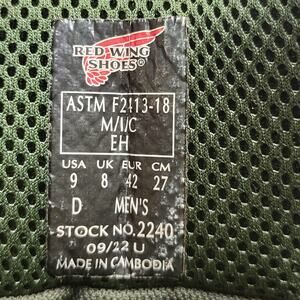 RED WING
SHOES®
ASTM F2413-18
M/I/C
EH
USA UK EUR CM
9 8 42 27
D MEN'S
STOCK NO.2240
09/22 U
MADE IN CAMBODIA